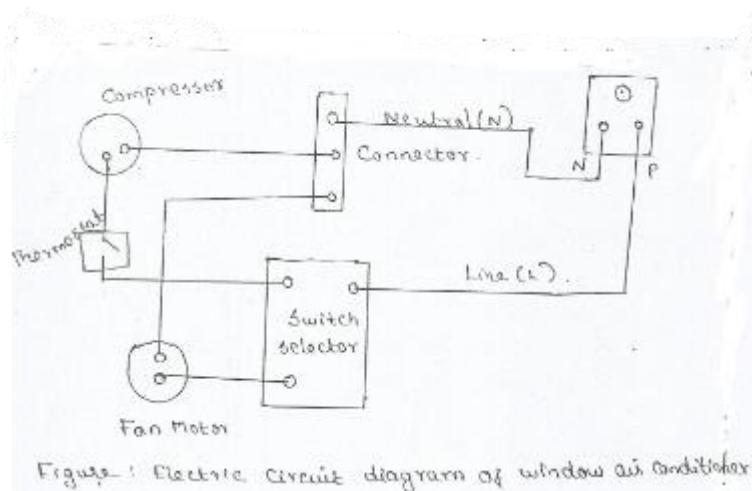 Compressor
Neutral(N)
Connector.
N
P
Thermostat
Line(L).
Switch
selector
Fan Motor
Figure: Electric Circuit diagram of window air conditioner